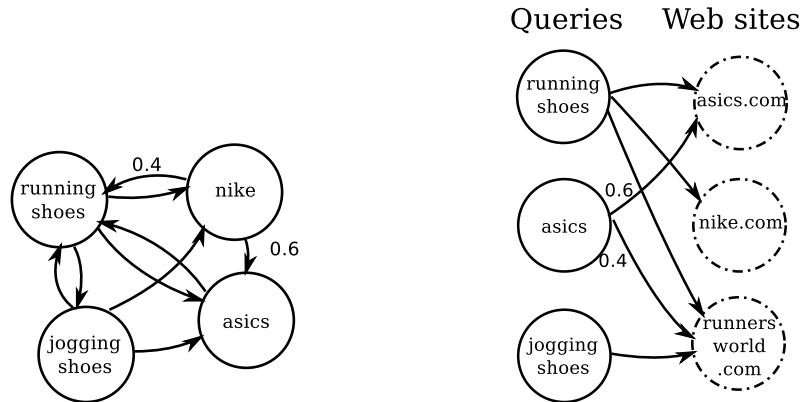 Queries
Web sites
running
shoes
asics.com
0.4
running
shoes
nike
0.6
asics
nike.com
0.6
0.4
asics
jogging
shoes
runners
world
.com
jogging
shoes